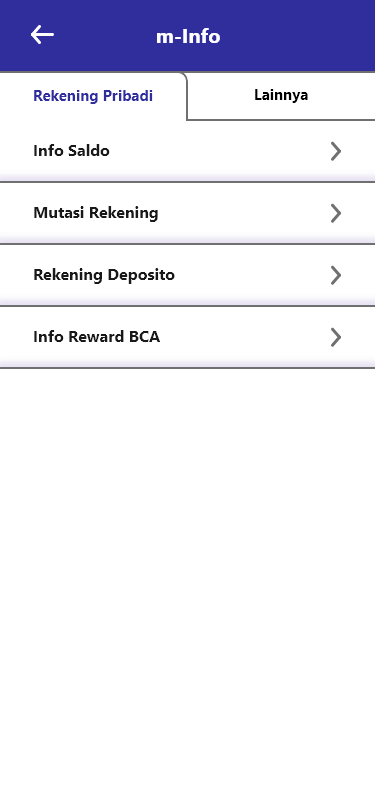 m-Info
Rekening Pribadi
Lainnya
Info Saldo
Mutasi Rekening
Rekening Deposito
Info Reward BCA